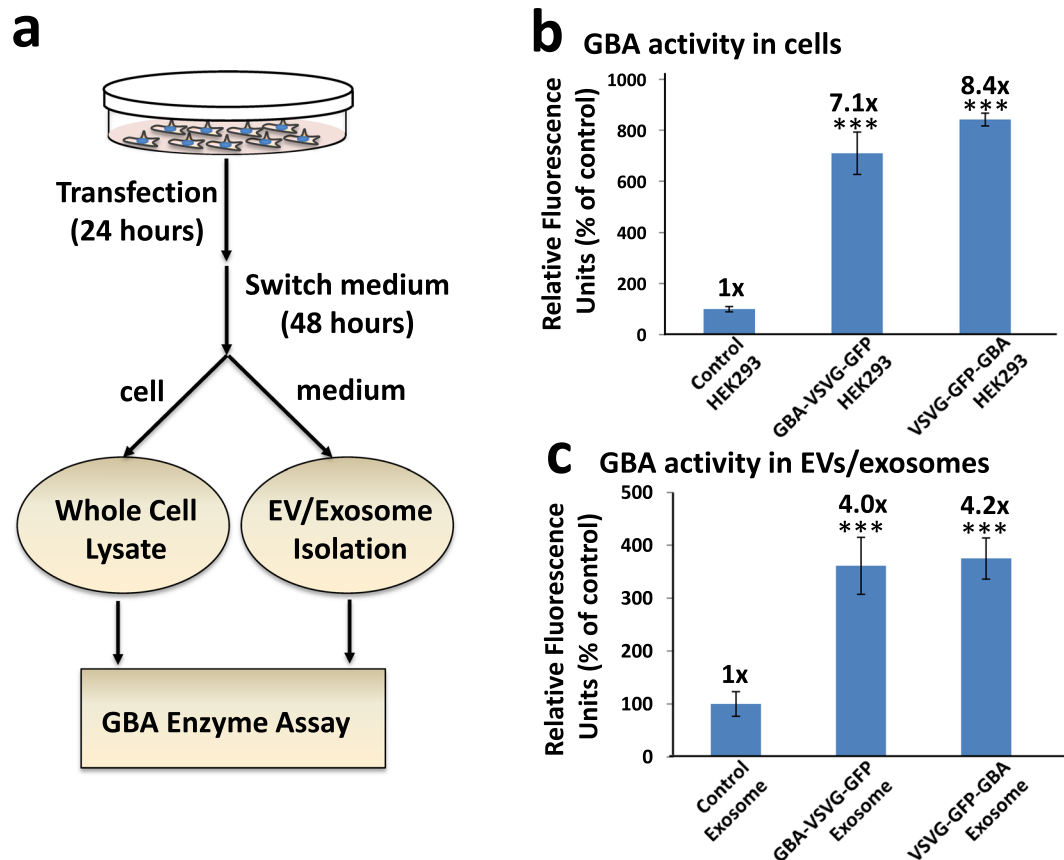 a
Transfection
(24 hours)
Switch medium
(48 hours)
cell
medium
Whole Cell
Lysate
EV/Exosome
Isolation
GBA Enzyme Assay
b
GBA activity in cells
Relative Fluorescence
Units (% of control)
1000
800
600
400
200
0
1x
7.1x
***
8.4x
***
Control
HEK293
GBA-VSVG-GFP
HEK293
VSVG-GFP-GBA
HEK293
c
GBA activity in EVs/exosomes
Relative Fluorescence
Units (% of control)
500
400
300
200
100
0
1x
4.0x
***
4.2x
***
Control
Exosome
GBA-VSVG-GFP
Exosome
VSVG-GFP-GBA
Exosome